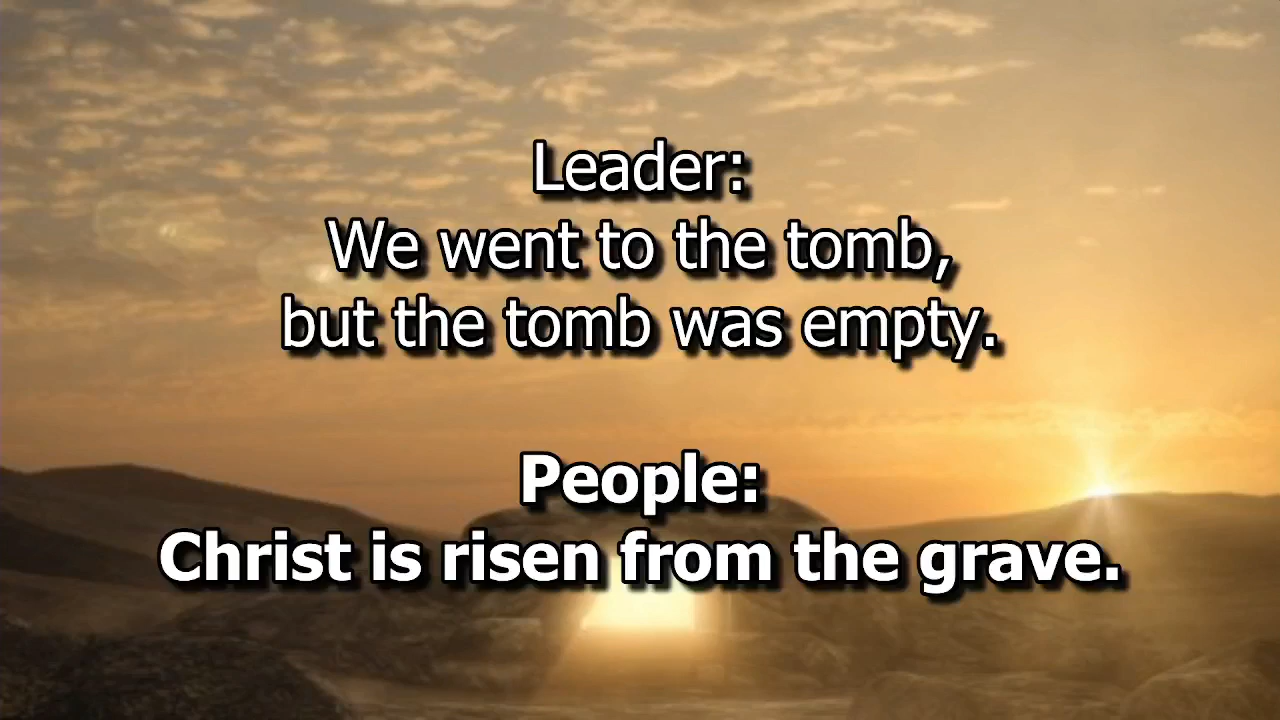 Leader:
We went to the tomb,
but the tomb was empty.
People:
Christ is risen from the grave.